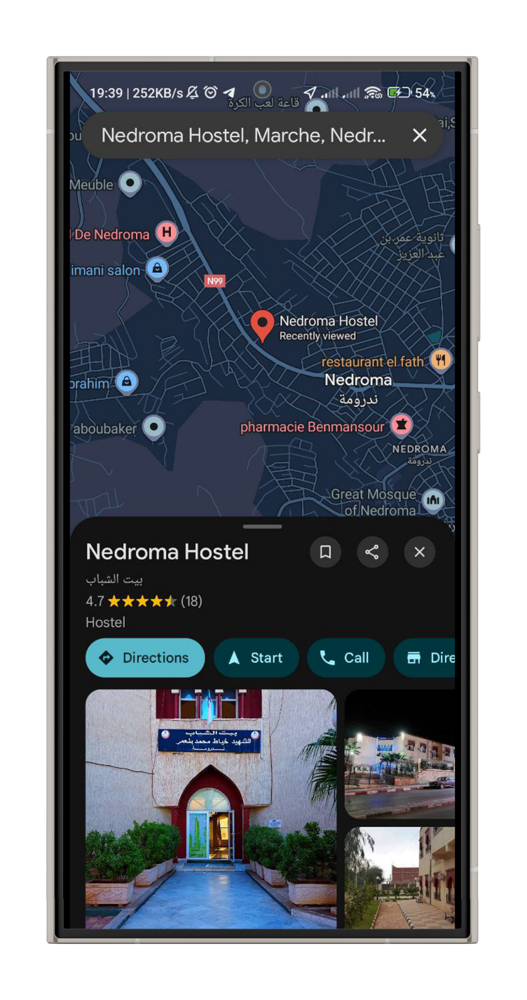 19:39 | 252KB/s
54%
قاعة لعب الكرة
Nedroma Hostel, Marche, Nedr...
Meuble
De Nedroma
ثانوية عمر بن
عبد العزيز
imani salon
N99
Nedroma Hostel
Recently viewed
restaurant el fath
Nedroma
ندرومة
brahim
aboubaker
pharmacie Benmansour
NEDROMA
ندرومة
Great Mosque
of Nedroma
Nedroma Hostel
بيت الشباب
4.7 (18)
Hostel
Directions
Start
Call
Dire
بيت الشباب
الشهيد خياط محمد بنعمر
ندرومة